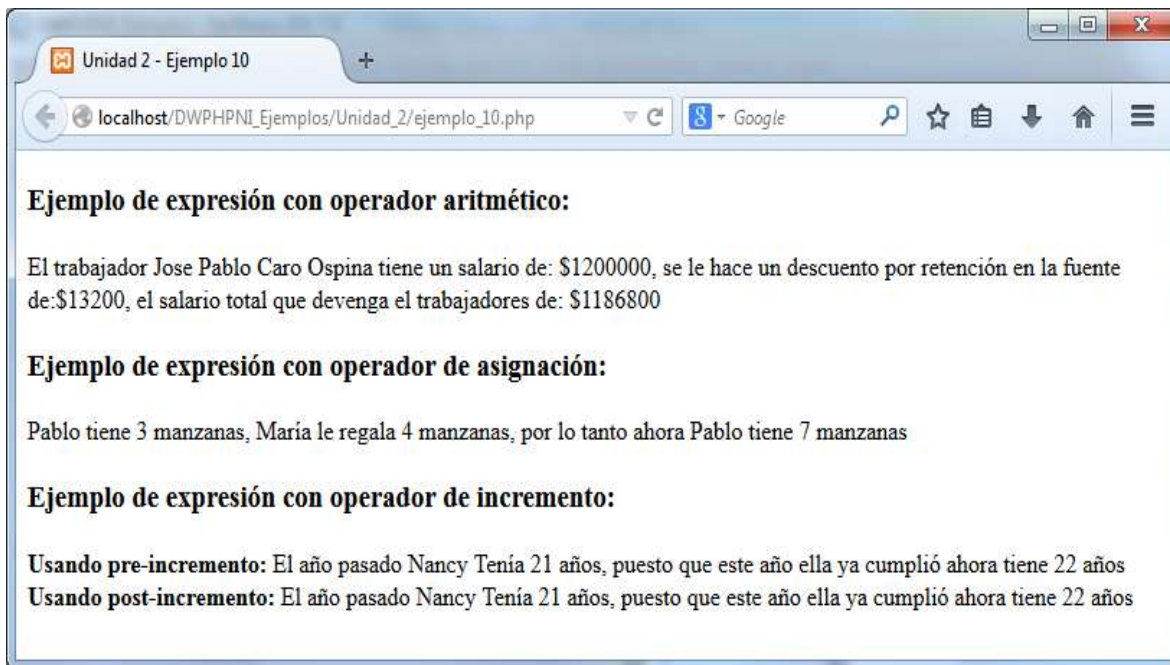 Unidad 2 - Ejemplo 10
localhost/DWPHPNI_Ejemplos/Unidad_2/ejemplo_10.php
Google
Ejemplo de expresión con operador aritmético:
El trabajador Jose Pablo Caro Ospina tiene un salario de: $1200000, se le hace un descuento por retención en la fuente
de:$13200, el salario total que devenga el trabajadores de: $1186800
Ejemplo de expresión con operador de asignación:
Pablo tiene 3 manzanas, María le regala 4 manzanas, por lo tanto ahora Pablo tiene 7 manzanas
Ejemplo de expresión con operador de incremento:
Usando pre-incremento: El año pasado Nancy Tenía 21 años, puesto que este año ella ya cumplió ahora tiene 22 años
Usando post-incremento: El año pasado Nancy Tenía 21 años, puesto que este año ella ya cumplió ahora tiene 22 años